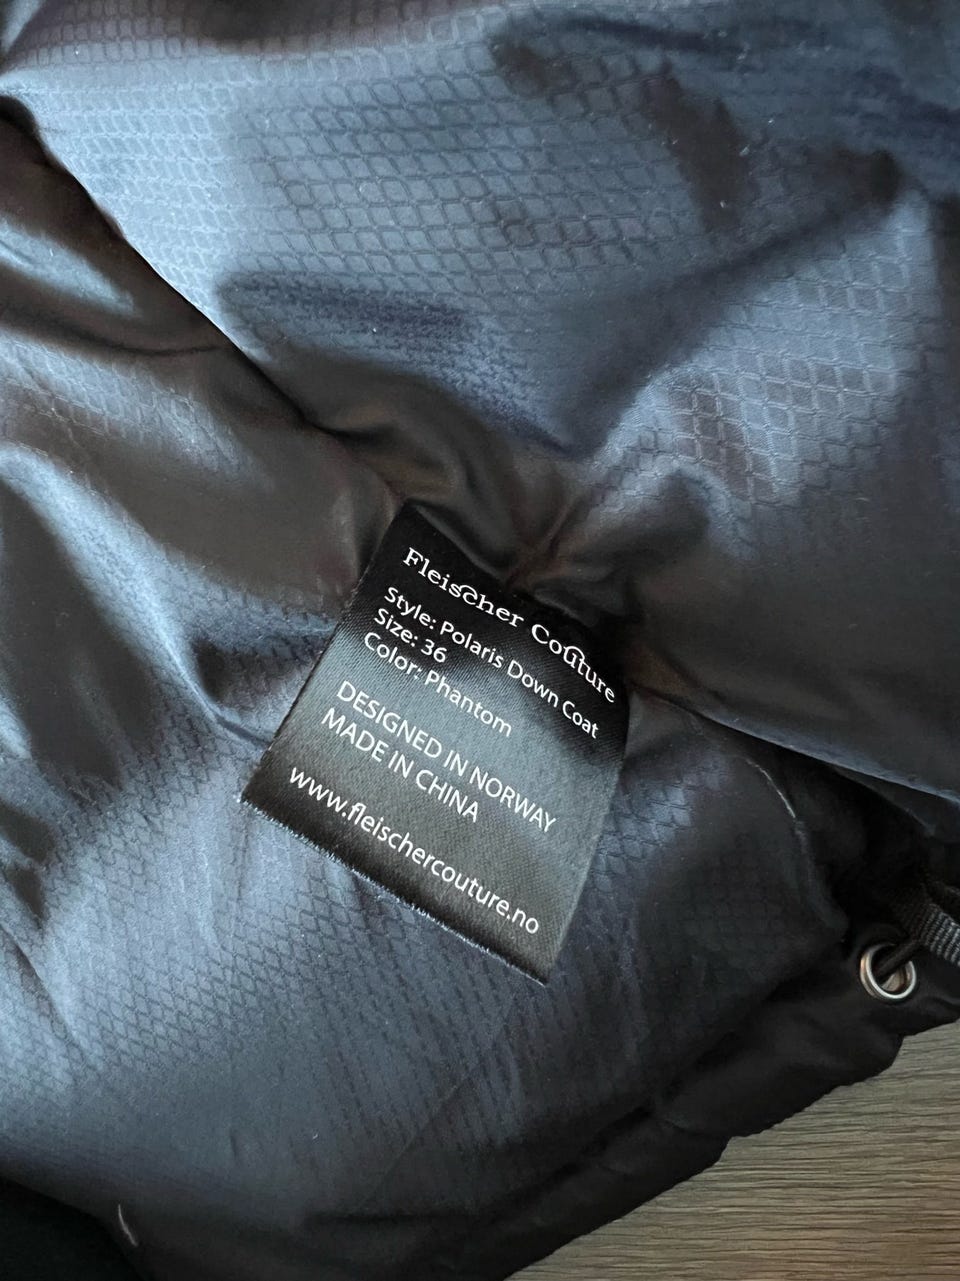 Fleischer Couture
Style: Polaris Down Coat
Size: 36
Color: Phantom
DESIGNED IN NORWAY
MADE IN CHINA
www.fleischercouture.no